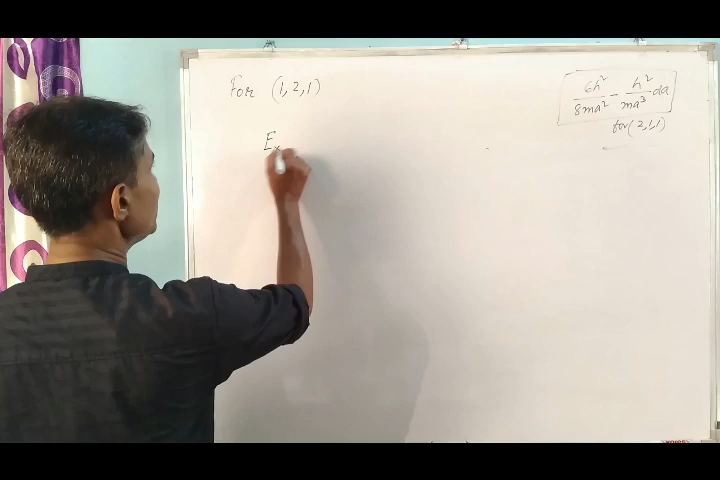 For (1,2,1)
E
6h²/8ma² - h²/ma³ da
for(2,1,1)